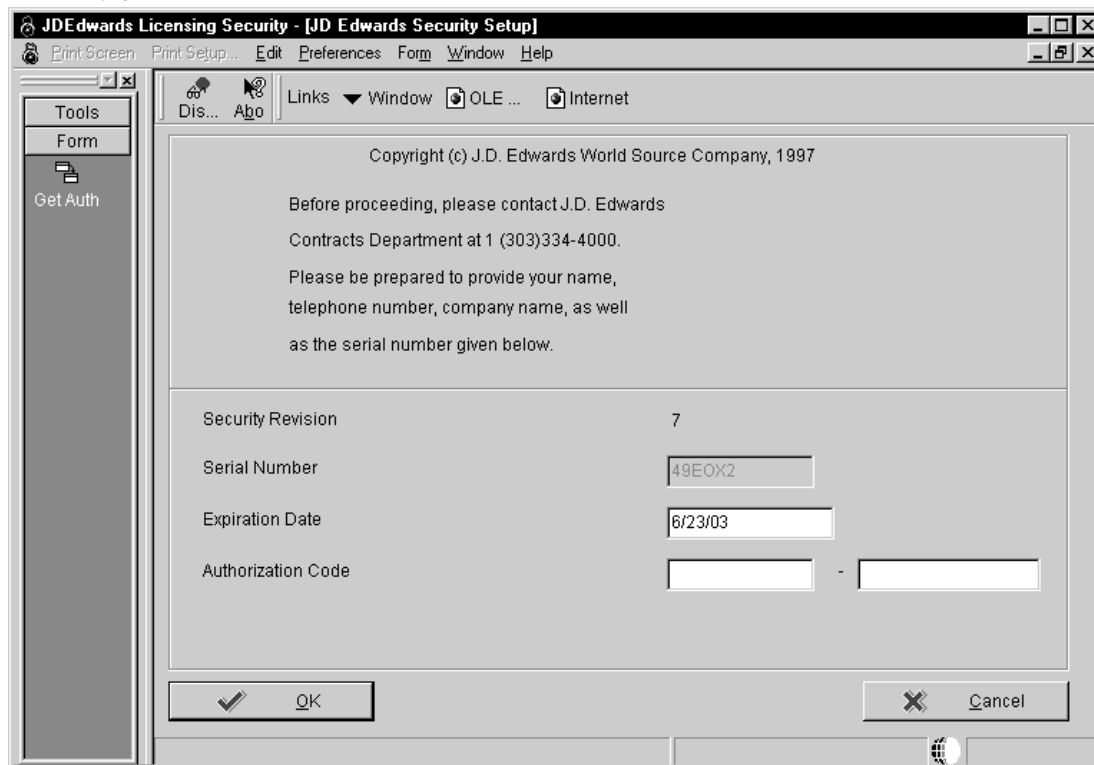 JDEdwards Licensing Security - [JD Edwards Security Setup]
Print Screen Print Setup... Edit Preferences Form Window Help
Tools
Form
Get Auth
Dis... Abo Links Window OLE ... Internet
Copyright (c) J.D. Edwards World Source Company, 1997
Before proceeding, please contact J.D. Edwards
Contracts Department at 1 (303)334-4000.
Please be prepared to provide your name,
telephone number, company name, as well
as the serial number given below.
Security Revision 7
Serial Number 49EOX2
Expiration Date 6/23/03
Authorization Code -
OK Cancel